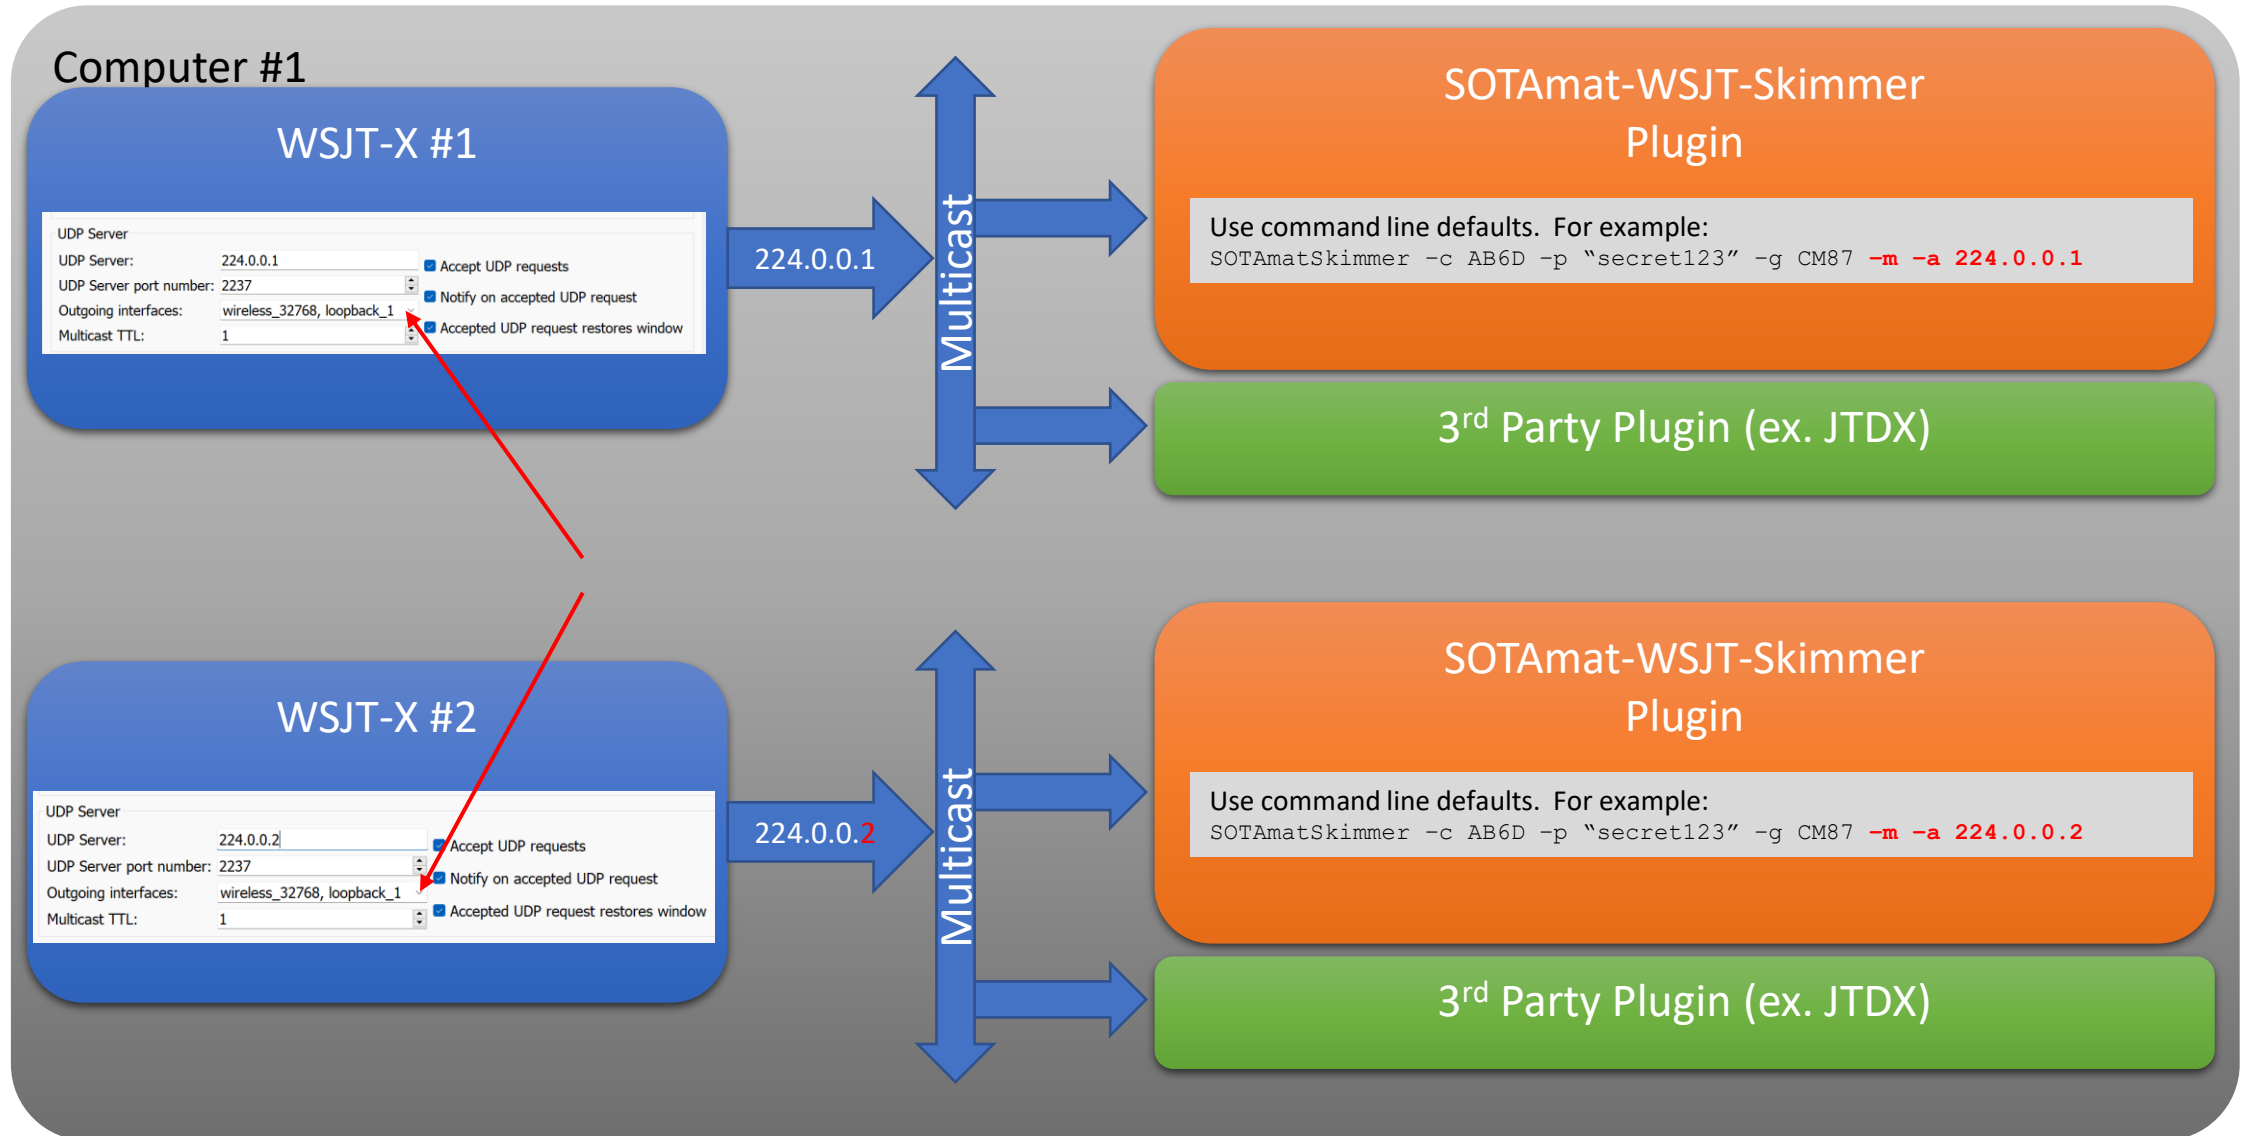 Computer #1
WSJT-X #1
UDP Server
UDP Server: 224.0.0.1
UDP Server port number: 2237
Outgoing interfaces: wireless_32768, loopback_1
Multicast TTL: 1
Accept UDP requests
Notify on accepted UDP request
Accepted UDP request restores window
224.0.0.1
Multicast
SOTAmat-WSJT-Skimmer
Plugin
Use command line defaults. For example:
SOTAmatSkimmer –c AB6D –p “secret123” –g CM87 –m –a 224.0.0.1
3rd Party Plugin (ex. JTDX)
WSJT-X #2
UDP Server
UDP Server: 224.0.0.2
UDP Server port number: 2237
Outgoing interfaces: wireless_32768, loopback_1
Multicast TTL: 1
Accept UDP requests
Notify on accepted UDP request
Accepted UDP request restores window
224.0.0.2
Multicast
SOTAmat-WSJT-Skimmer
Plugin
Use command line defaults. For example:
SOTAmatSkimmer –c AB6D –p “secret123” –g CM87 –m –a 224.0.0.2
3rd Party Plugin (ex. JTDX)